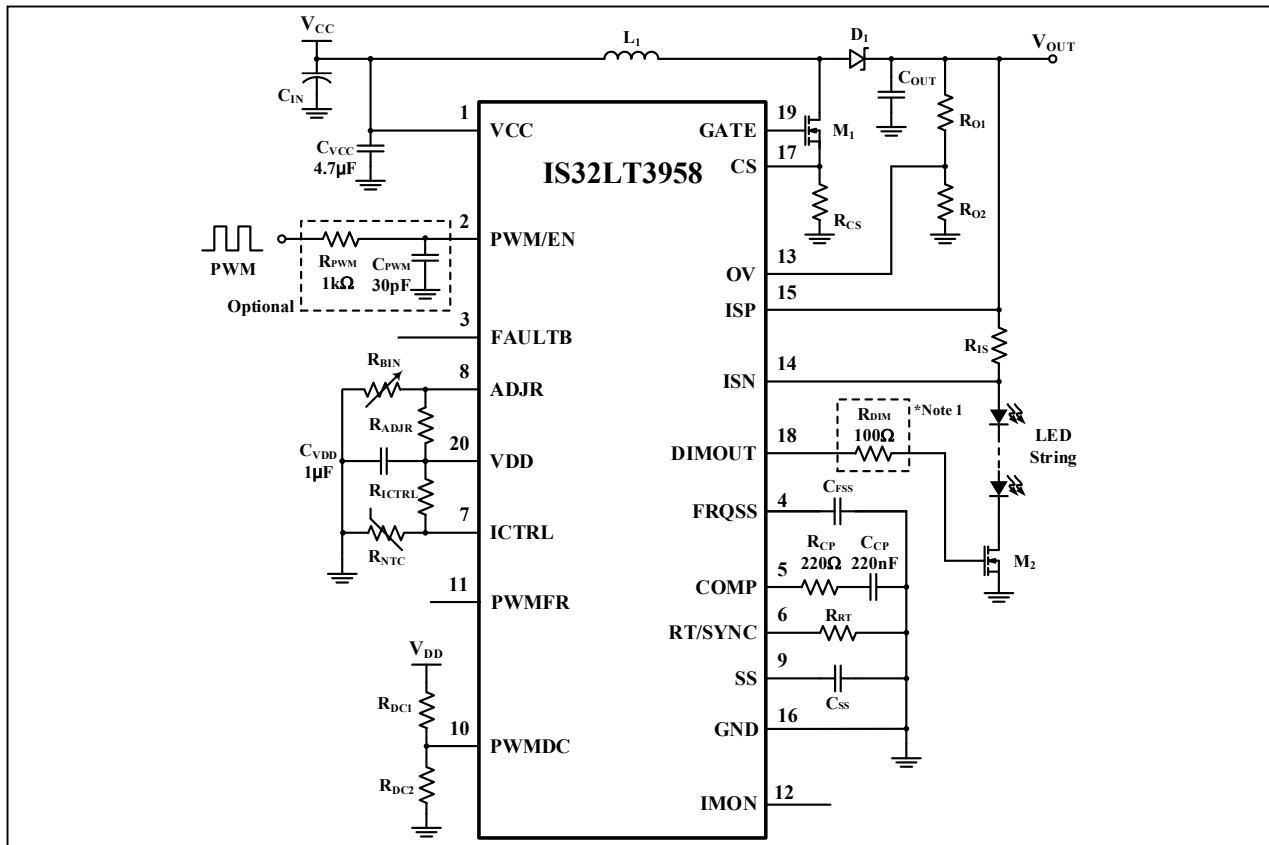 VCC
CIN
L1
D1
VOUT
COUT
RO1
RO2
1
VCC
CVCC
4.7µF
IS32LT3958
GATE
19
M1
CS
17
RCS
PWM
RPWM
1kΩ
CPWM
30pF
Optional
2
PWM/EN
OV
13
ISP
15
RIS
3
FAULTB
ISN
14
RBIN
8
ADJR
RADJR
CVDD
1µF
20
VDD
RICTRL
7
ICTRL
RNTC
DIMOUT
18
RDIM
100Ω
*Note 1
LED
String
M2
FRQSS
4
CFSS
COMP
5
RCP
220Ω
CCP
220nF
11
PWMFR
RT/SYNC
6
RRT
SS
9
CSS
VDD
RDC1
10
PWMDC
RDC2
GND
16
IMON
12